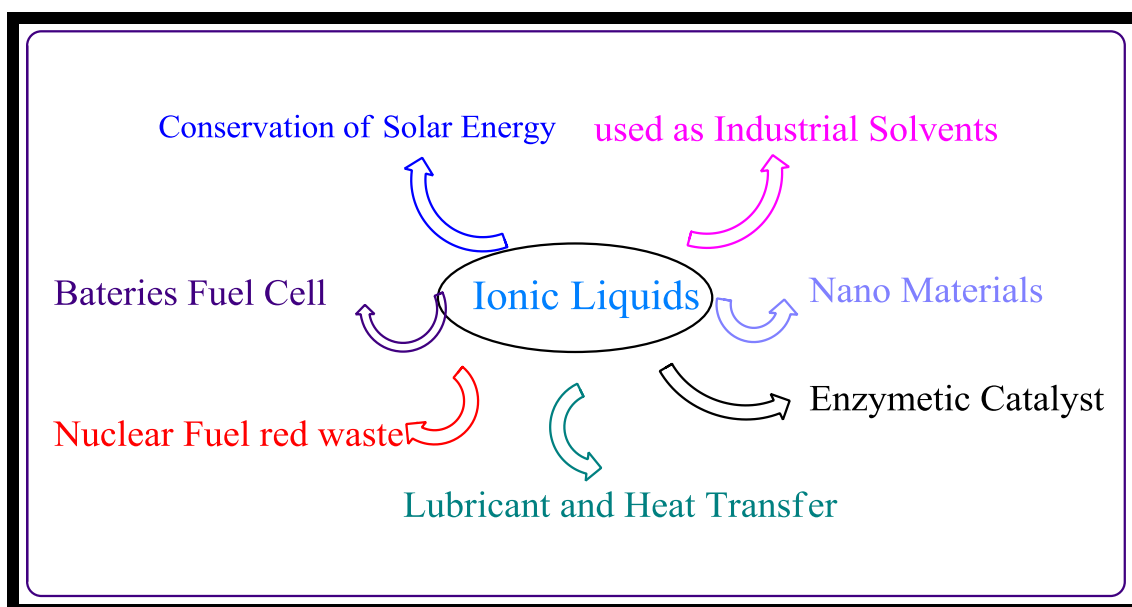 Conservation of Solar Energy
used as Industrial Solvents
Bateries Fuel Cell
Ionic Liquids
Nano Materials
Enzymetic Catalyst
Nuclear Fuel red waste
Lubricant and Heat Transfer